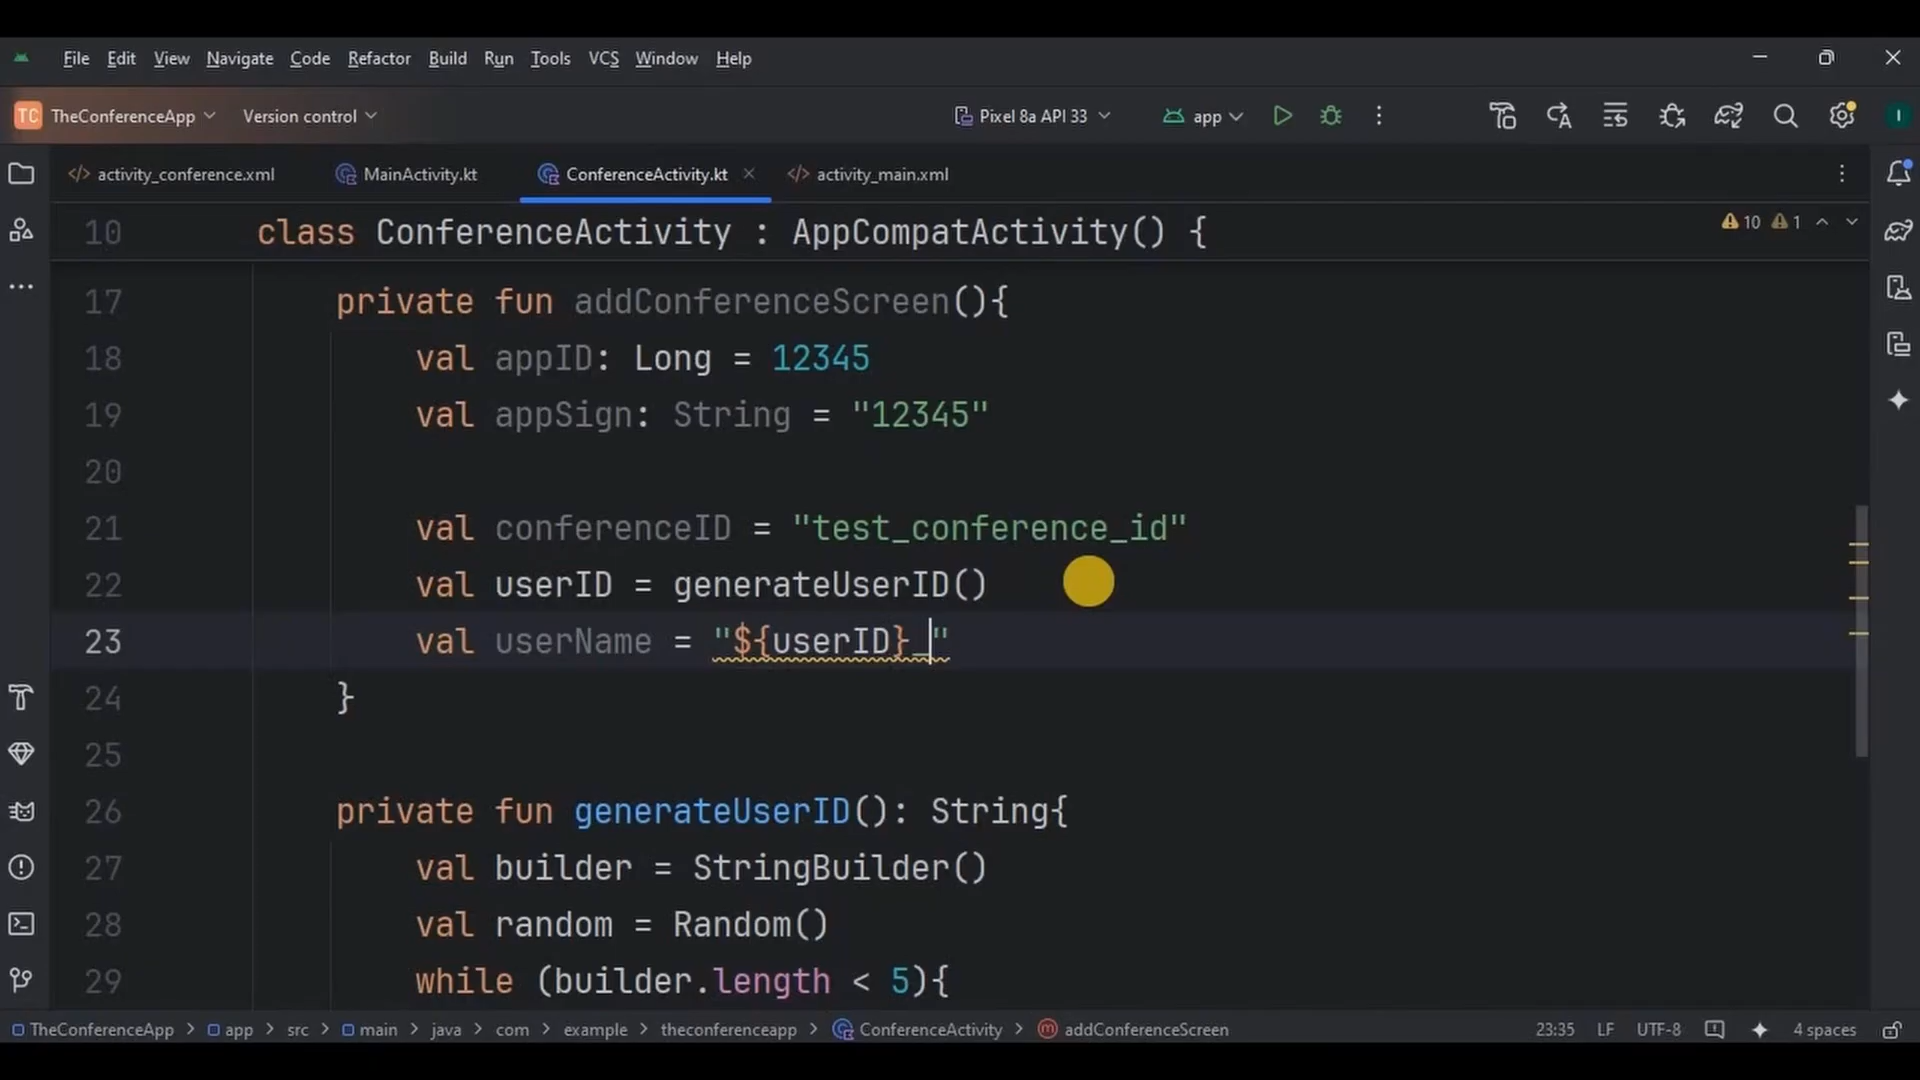 File Edit View Navigate Code Refactor Build Run Tools VCS Window Help
TC TheConferenceApp Version control Pixel 8a API 33 app I
activity_conference.xml MainActivity.kt ConferenceActivity.kt activity_main.xml
10 class ConferenceActivity : AppCompatActivity() { 10 1
17 private fun addConferenceScreen(){
18 val appID: Long = 12345
19 val appSign: String = "12345"
20
21 val conferenceID = "test_conference_id"
22 val userID = generateUserID()
23 val userName = "${userID}_"
24 }
25
26 private fun generateUserID(): String{
27 val builder = StringBuilder()
28 val random = Random()
29 while (builder.length < 5){
TheConferenceApp > app > src > main > java > com > example > theconferenceapp > ConferenceActivity > addConferenceScreen 23:35 LF UTF-8 4 spaces